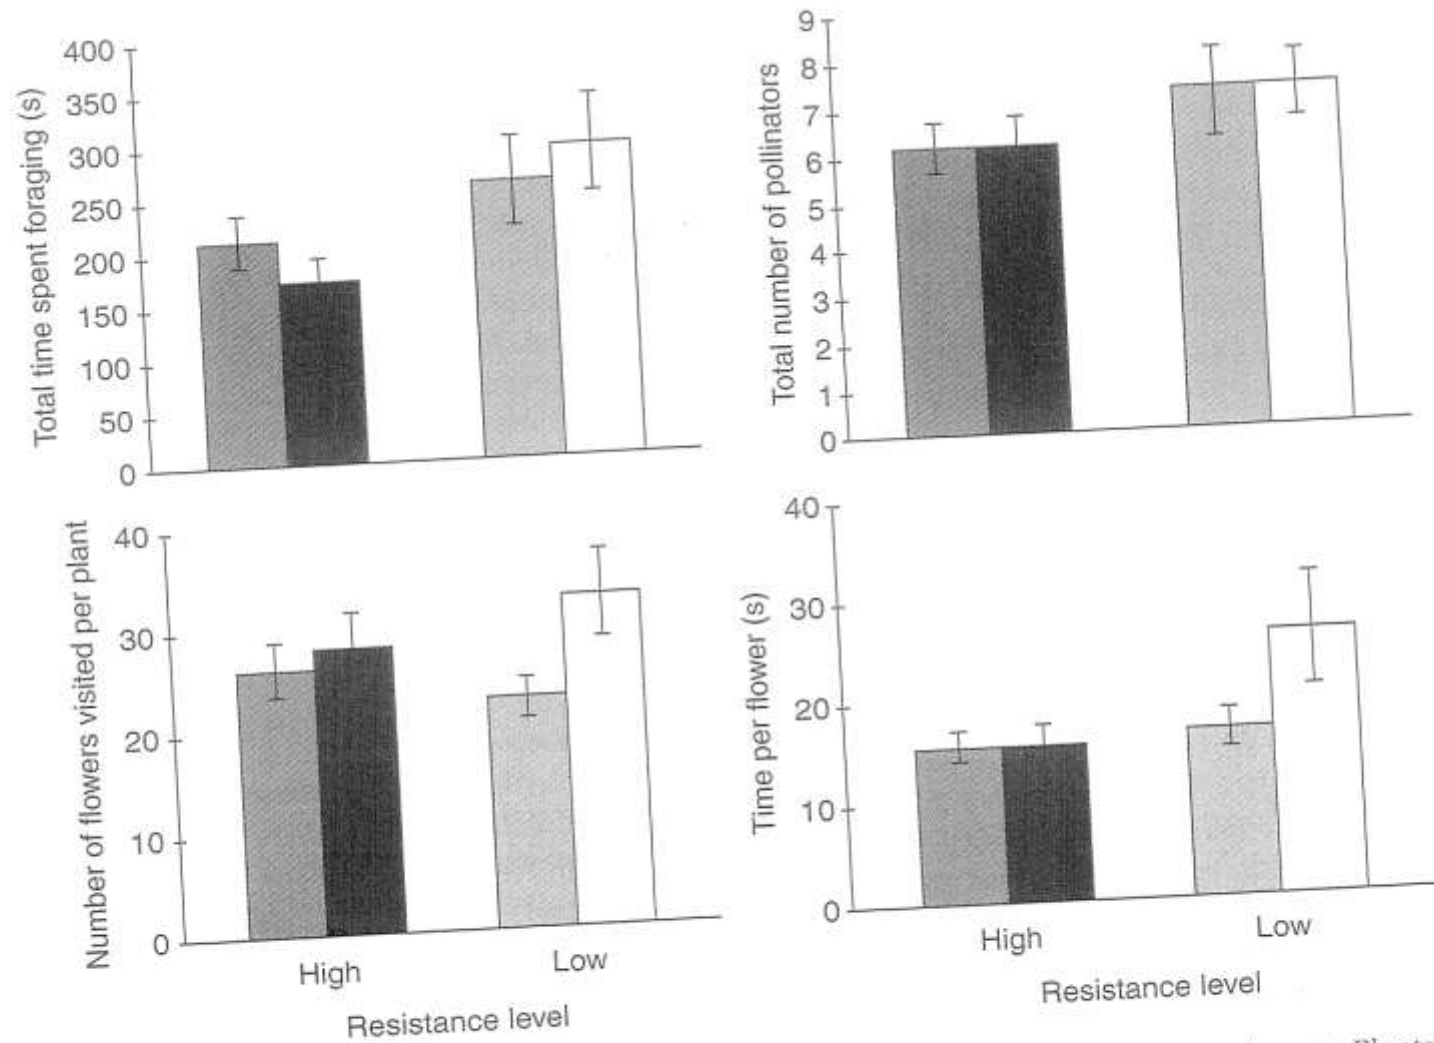 400
350
300
250
200
150
100
50
0
Total time spent foraging (s)
9
8
7
6
5
4
3
2
1
0
Total number of pollinators
40
30
20
10
0
Number of flowers visited per plant
High
Low
Resistance level
40
30
20
10
0
Time per flower (s)
High
Low
Resistance level